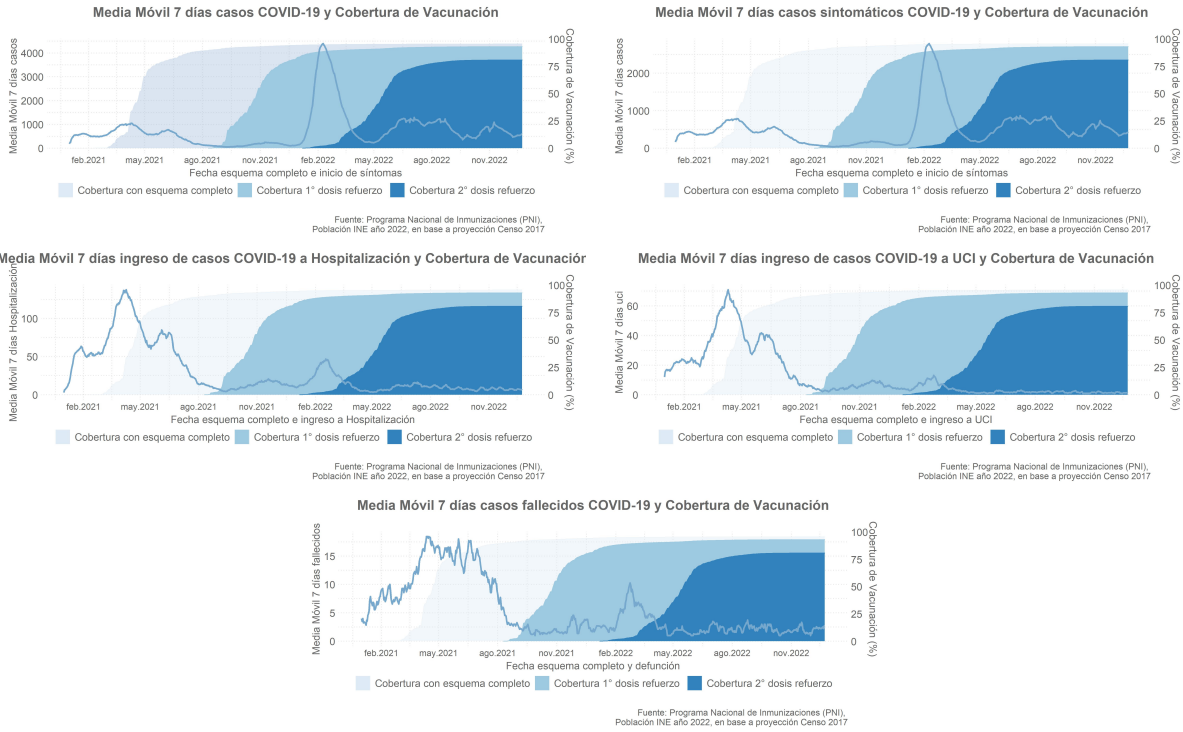 Media Móvil 7 días casos COVID-19 y Cobertura de Vacunación
Media Móvil 7 días casos
4000
3000
2000
1000
0
100
75
50
25
0
Cobertura de Vacunación (%)
feb.2021 may.2021 ago.2021 nov.2021 feb.2022 may.2022 ago.2022 nov.2022
Fecha esquema completo e inicio de síntomas
Cobertura con esquema completo Cobertura 1° dosis refuerzo Cobertura 2° dosis refuerzo
Fuente: Programa Nacional de Inmunizaciones (PNI),
Población INE año 2022, en base a proyección Censo 2017
Media Móvil 7 días casos sintomáticos COVID-19 y Cobertura de Vacunación
Media Móvil 7 días casos
2000
1000
0
100
75
50
25
0
Cobertura de Vacunación (%)
feb.2021 may.2021 ago.2021 nov.2021 feb.2022 may.2022 ago.2022 nov.2022
Fecha esquema completo e inicio de síntomas
Cobertura con esquema completo Cobertura 1° dosis refuerzo Cobertura 2° dosis refuerzo
Fuente: Programa Nacional de Inmunizaciones (PNI),
Población INE año 2022, en base a proyección Censo 2017
Media Móvil 7 días ingreso de casos COVID-19 a Hospitalización y Cobertura de Vacunación
Media Móvil 7 días Hospitalización
100
50
0
100
75
50
25
0
Cobertura de Vacunación (%)
feb.2021 may.2021 ago.2021 nov.2021 feb.2022 may.2022 ago.2022 nov.2022
Fecha esquema completo e ingreso a Hospitalización
Cobertura con esquema completo Cobertura 1° dosis refuerzo Cobertura 2° dosis refuerzo
Fuente: Programa Nacional de Inmunizaciones (PNI),
Población INE año 2022, en base a proyección Censo 2017
Media Móvil 7 días ingreso de casos COVID-19 a UCI y Cobertura de Vacunación
Media Móvil 7 días uci
60
40
20
0
100
75
50
25
0
Cobertura de Vacunación (%)
feb.2021 may.2021 ago.2021 nov.2021 feb.2022 may.2022 ago.2022 nov.2022
Fecha esquema completo e ingreso a UCI
Cobertura con esquema completo Cobertura 1° dosis refuerzo Cobertura 2° dosis refuerzo
Fuente: Programa Nacional de Inmunizaciones (PNI),
Población INE año 2022, en base a proyección Censo 2017
Media Móvil 7 días casos fallecidos COVID-19 y Cobertura de Vacunación
Media Móvil 7 días fallecidos
15
10
5
0
100
75
50
25
0
Cobertura de Vacunación (%)
feb.2021 may.2021 ago.2021 nov.2021 feb.2022 may.2022 ago.2022 nov.2022
Fecha esquema completo y defunción
Cobertura con esquema completo Cobertura 1° dosis refuerzo Cobertura 2° dosis refuerzo
Fuente: Programa Nacional de Inmunizaciones (PNI),
Población INE año 2022, en base a proyección Censo 2017